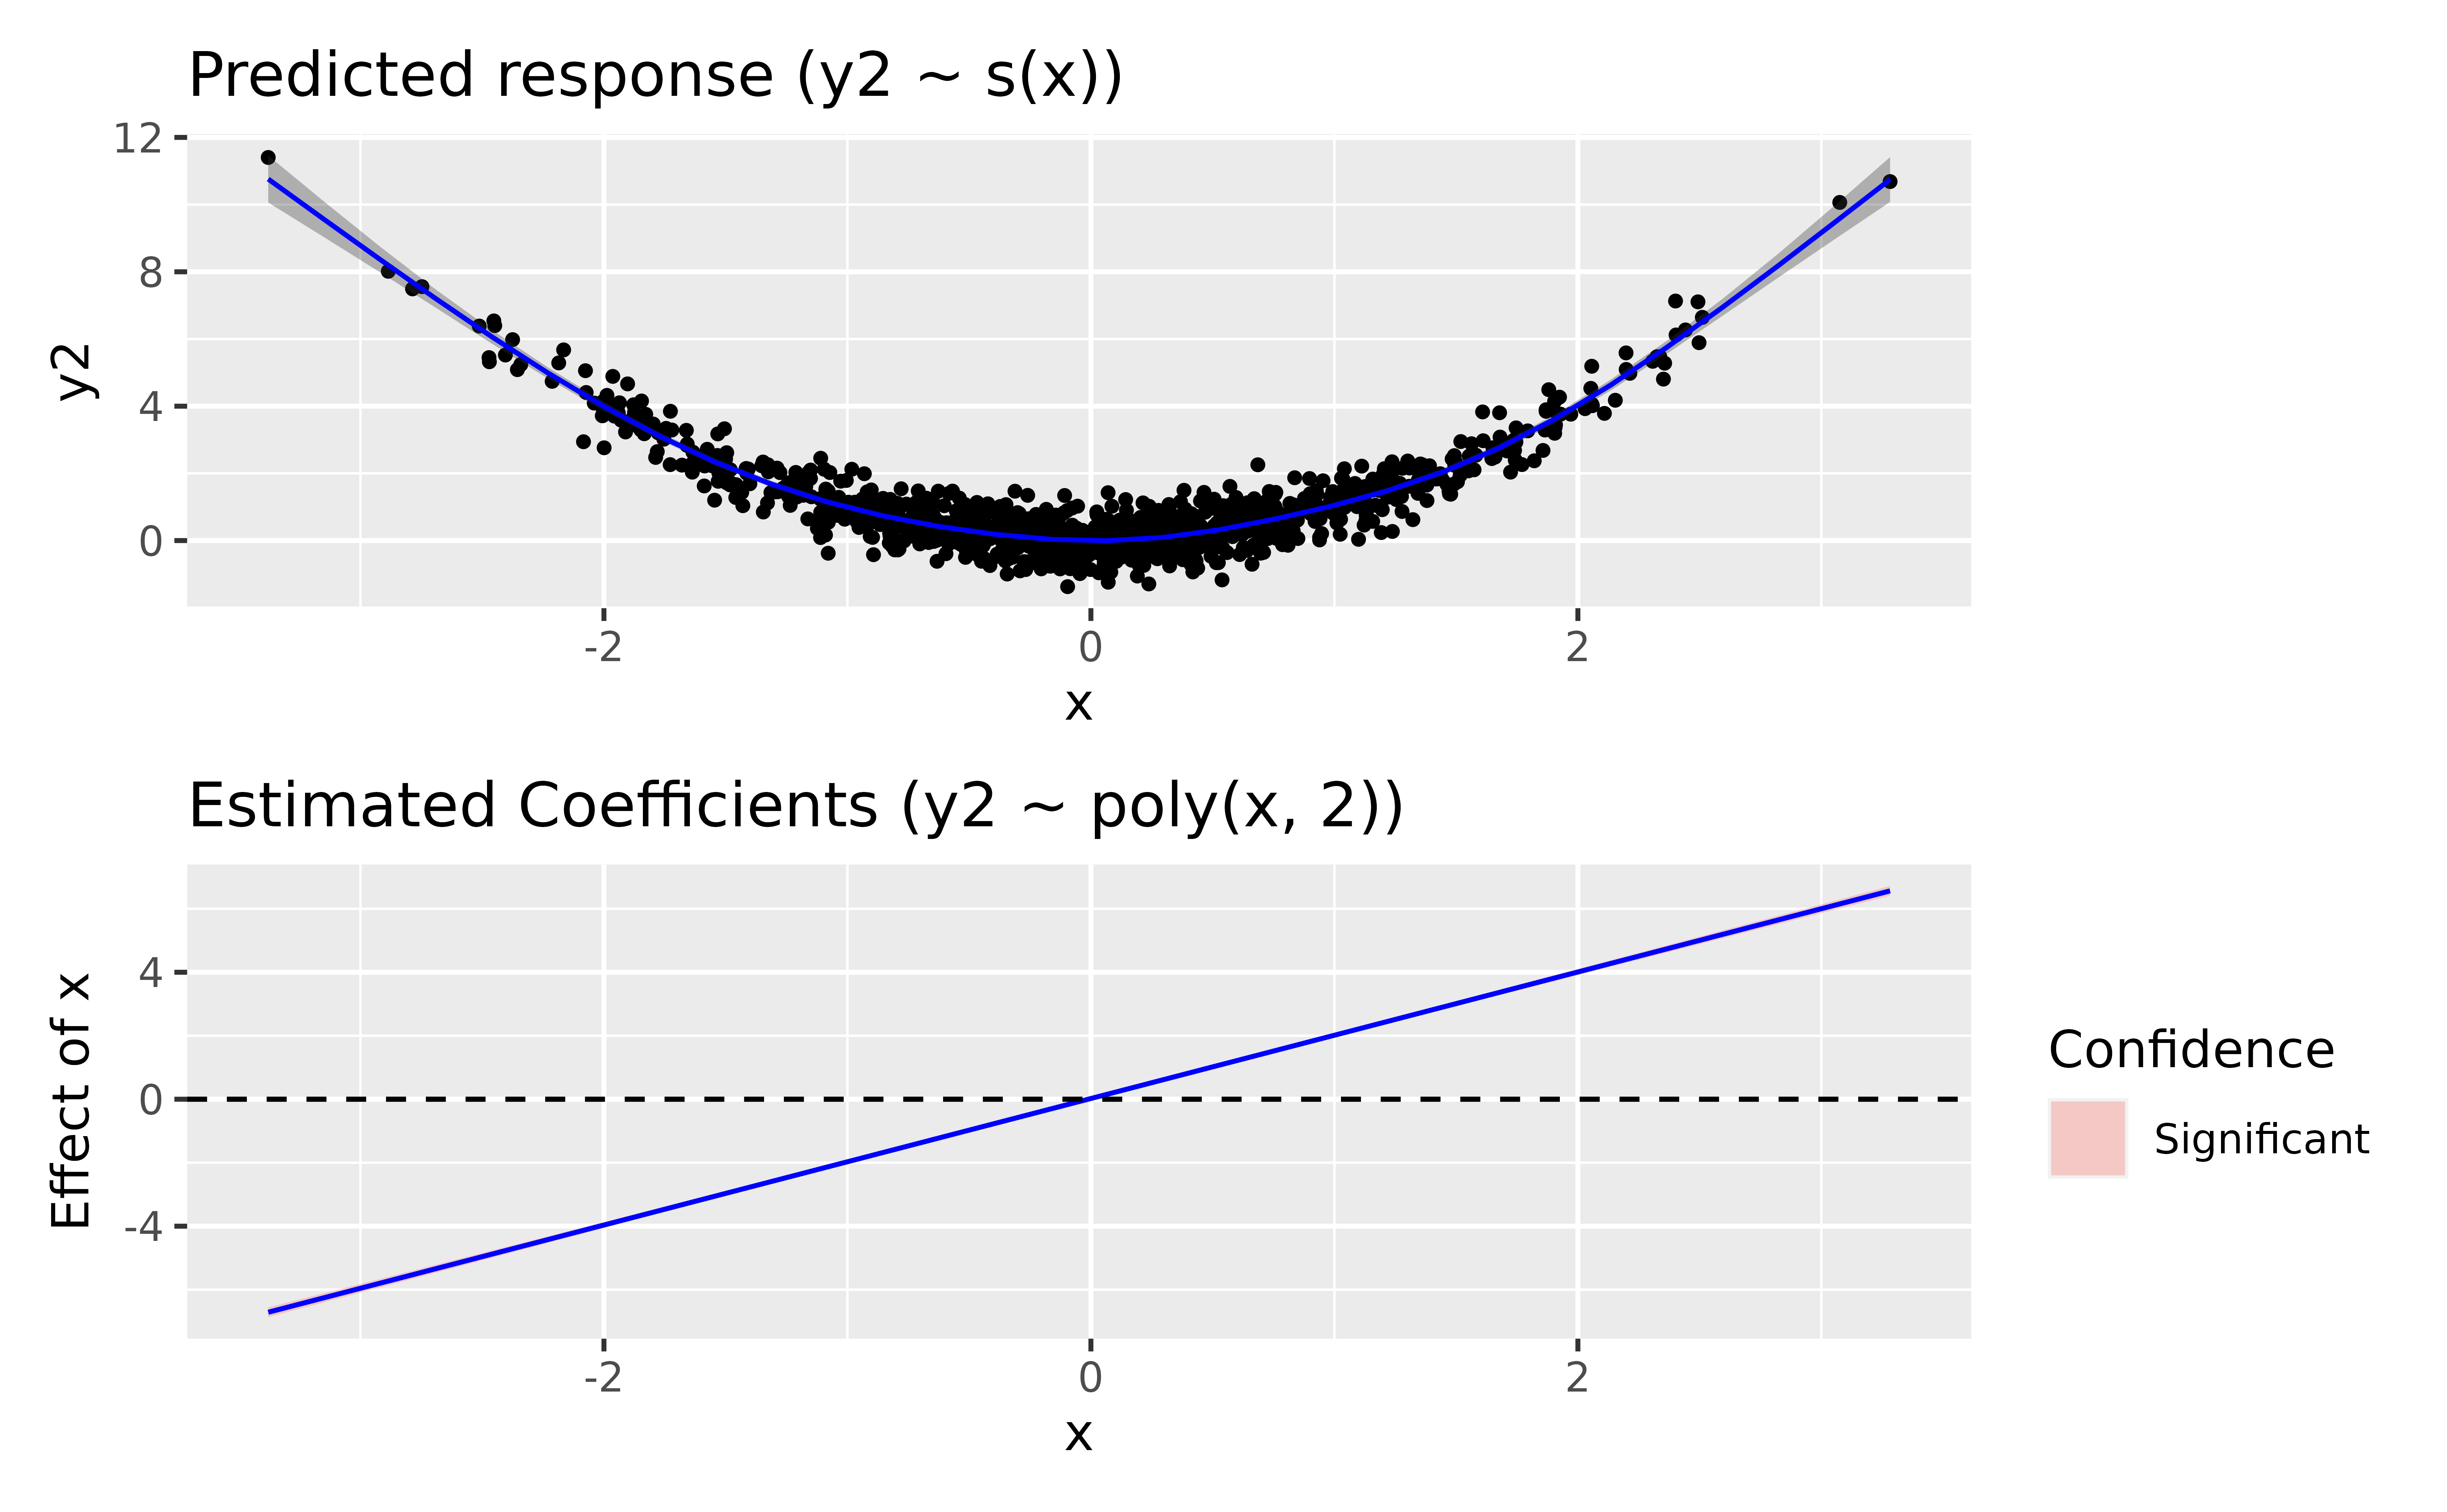 Predicted response (y2 ~ s(x))
12
8
4
0
y2
-2 0 2
x
Estimated Coefficients (y2 ~ poly(x, 2))
4
0
-4
Effect of x
-2 0 2
x
Confidence
Significant